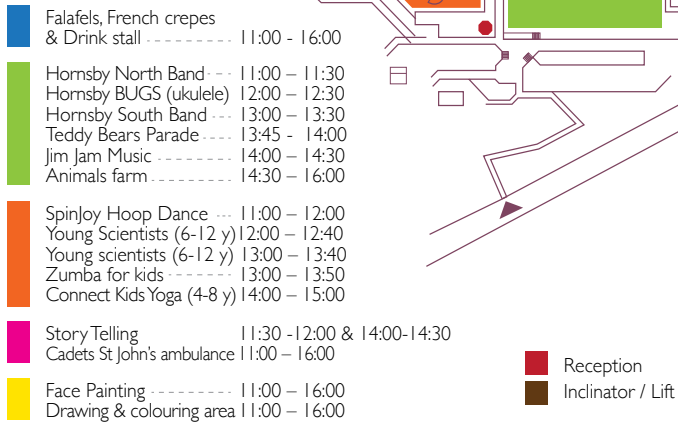 Falafels, French crepes
& Drink stall ---------- 11:00 - 16:00
Hornsby North Band --- 11:00 – 11:30
Hornsby BUGS (ukulele) 12:00 – 12:30
Hornsby South Band --- 13:00 – 13:30
Teddy Bears Parade ---- 13:45 - 14:00
Jim Jam Music ---------- 14:00 – 14:30
Animals farm ---------- 14:30 – 16:00
SpinJoy Hoop Dance --- 11:00 – 12:00
Young Scientists (6-12 y) 12:00 – 12:40
Young scientists (6-12 y) 13:00 – 13:40
Zumba for kids -------- 13:00 – 13:50
Connect Kids Yoga (4-8 y) 14:00 – 15:00
Story Telling 11:30 -12:00 & 14:00-14:30
Cadets St John's ambulance 11:00 – 16:00
Face Painting ---------- 11:00 – 16:00
Drawing & colouring area 11:00 – 16:00
Reception
Inclinator / Lift